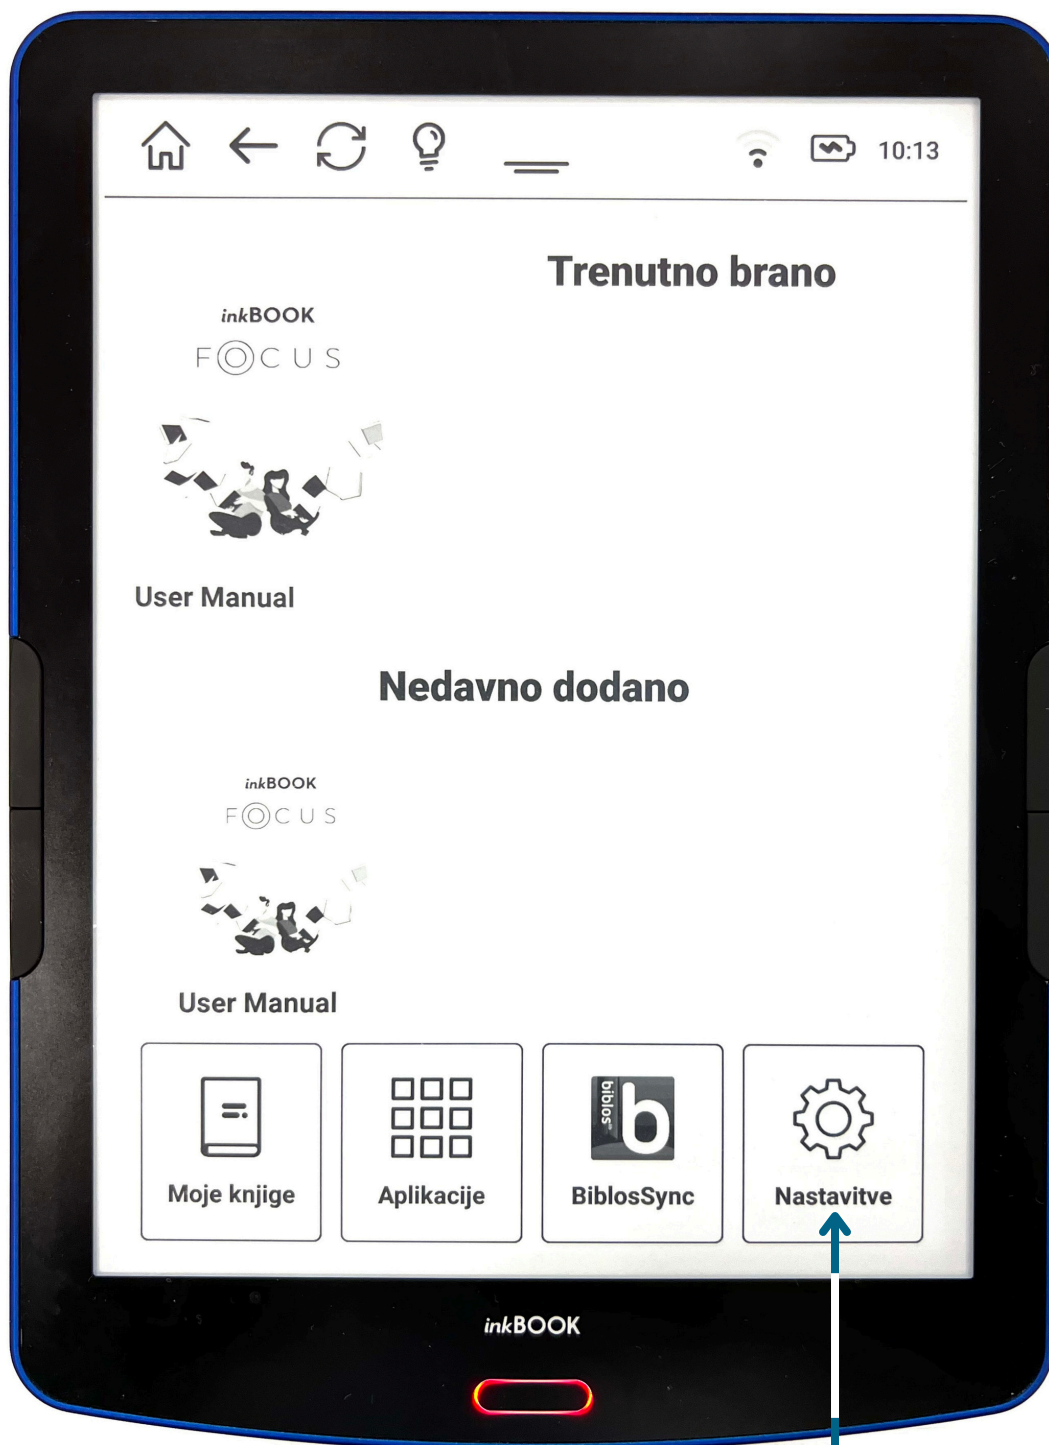 10:13
Trenutno brano
inkBOOK
FOCUS
User Manual
Nedavno dodano
inkBOOK
FOCUS
User Manual
biblos
b
Moje knjige
Aplikacije
BiblosSync
Nastavitve
inkBOOK